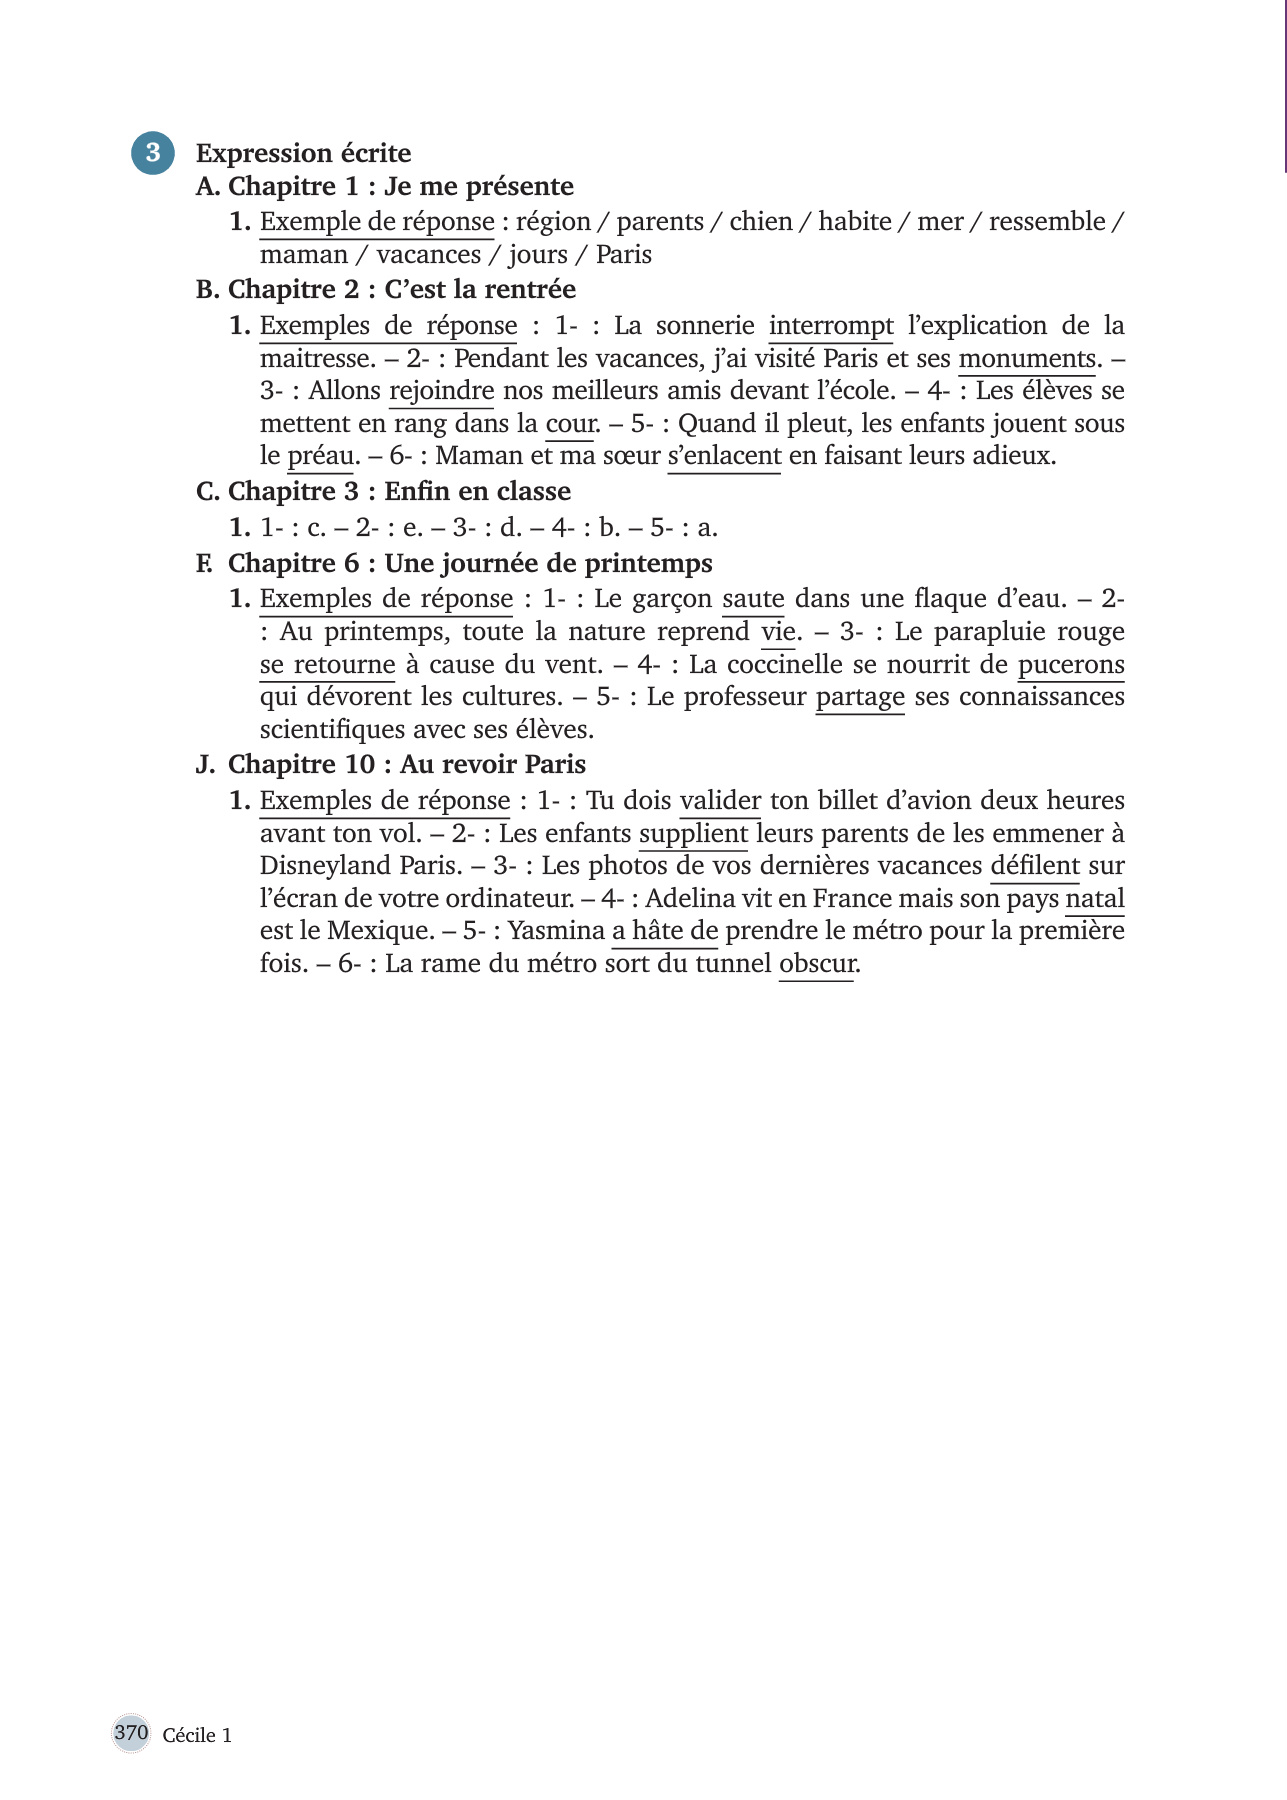 3 Expression écrite
A. Chapitre 1 : Je me présente
1. Exemple de réponse : région / parents / chien / habite / mer / ressemble /
maman / vacances / jours / Paris
B. Chapitre 2 : C’est la rentrée
1. Exemples de réponse : 1- : La sonnerie interrompt l’explication de la
maitresse. – 2- : Pendant les vacances, j’ai visité Paris et ses monuments. –
3- : Allons rejoindre nos meilleurs amis devant l’école. – 4- : Les élèves se
mettent en rang dans la cour. – 5- : Quand il pleut, les enfants jouent sous
le préau. – 6- : Maman et ma sœur s’enlacent en faisant leurs adieux.
C. Chapitre 3 : Enfin en classe
1. 1- : c. – 2- : e. – 3- : d. – 4- : b. – 5- : a.
F. Chapitre 6 : Une journée de printemps
1. Exemples de réponse : 1- : Le garçon saute dans une flaque d’eau. – 2-
: Au printemps, toute la nature reprend vie. – 3- : Le parapluie rouge
se retourne à cause du vent. – 4- : La coccinelle se nourrit de pucerons
qui dévorent les cultures. – 5- : Le professeur partage ses connaissances
scientifiques avec ses élèves.
J. Chapitre 10 : Au revoir Paris
1. Exemples de réponse : 1- : Tu dois valider ton billet d’avion deux heures
avant ton vol. – 2- : Les enfants supplient leurs parents de les emmener à
Disneyland Paris. – 3- : Les photos de vos dernières vacances défilent sur
l’écran de votre ordinateur. – 4- : Adelina vit en France mais son pays natal
est le Mexique. – 5- : Yasmina a hâte de prendre le métro pour la première
fois. – 6- : La rame du métro sort du tunnel obscur.
370 Cécile 1